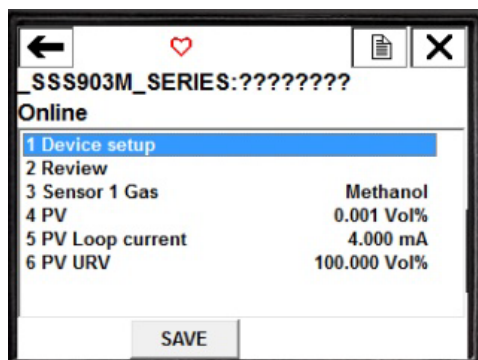 _SSS903M_SERIES:????????
Online
1 Device setup
2 Review
3 Sensor 1 Gas Methanol
4 PV 0.001 Vol%
5 PV Loop current 4.000 mA
6 PV URV 100.000 Vol%
SAVE